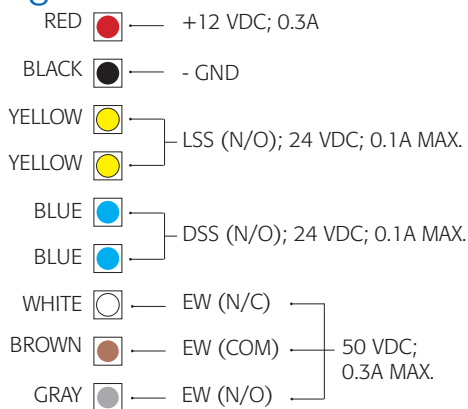 RED +12 VDC; 0.3A
BLACK - GND
YELLOW
LSS (N/O); 24 VDC; 0.1A MAX.
YELLOW
BLUE
DSS (N/O); 24 VDC; 0.1A MAX.
BLUE
WHITE EW (N/C)
BROWN EW (COM) 50 VDC;
0.3A MAX.
GRAY EW (N/O)